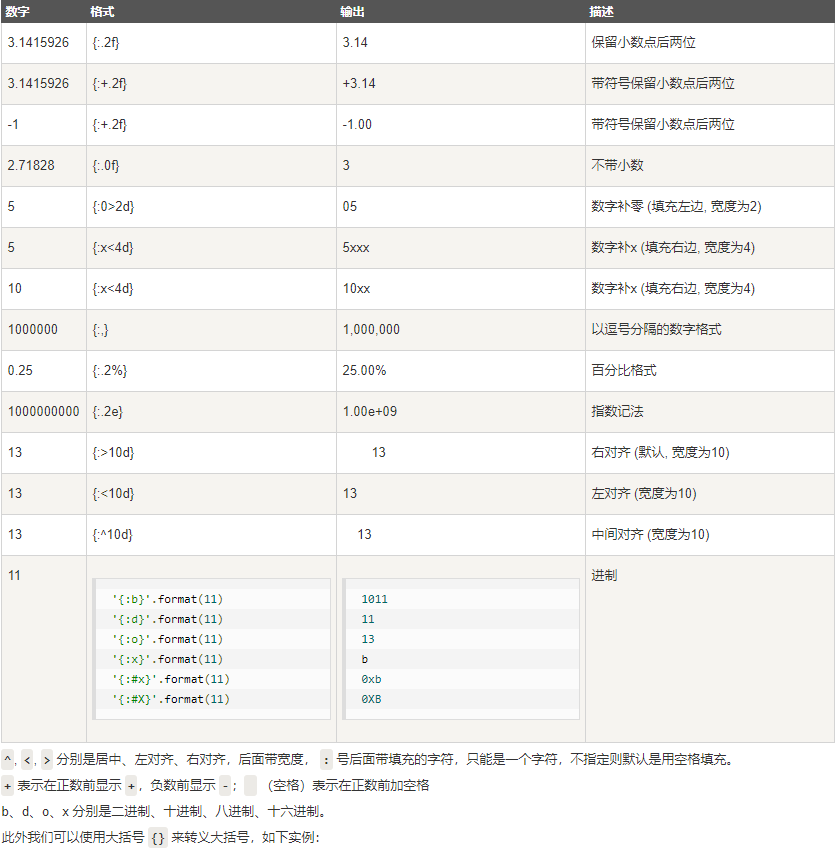 数字 格式 输出 描述
3.1415926 {:.2f} 3.14 保留小数点后两位
3.1415926 {:+.2f} +3.14 带符号保留小数点后两位
-1 {:+.2f} -1.00 带符号保留小数点后两位
2.71828 {:.0f} 3 不带小数
5 {:0>2d} 05 数字补零 (填充左边, 宽度为2)
5 {:x<4d} 5xxx 数字补x (填充右边, 宽度为4)
10 {:x<4d} 10xx 数字补x (填充右边, 宽度为4)
1000000 {:,} 1,000,000 以逗号分隔的数字格式
0.25 {:.2%} 25.00% 百分比格式
1000000000 {:.2e} 1.00e+09 指数记法
13 {:>10d} 13 右对齐 (默认, 宽度为10)
13 {:<10d} 13 左对齐 (宽度为10)
13 {:^10d} 13 中间对齐 (宽度为10)
11 进制
'{:b}'.format(11) 1011
'{:d}'.format(11) 11
'{:o}'.format(11) 13
'{:x}'.format(11) b
'{:#x}'.format(11) 0xb
'{:#X}'.format(11) 0XB
^, <, > 分别是居中、左对齐、右对齐，后面带宽度， : 号后面带填充的字符，只能是一个字符，不指定则默认是用空格填充。
+ 表示在正数前显示 +，负数前显示 -；  （空格）表示在正数前加空格
b、d、o、x 分别是二进制、十进制、八进制、十六进制。
此外我们可以使用大括号 {} 来转义大括号，如下实例：